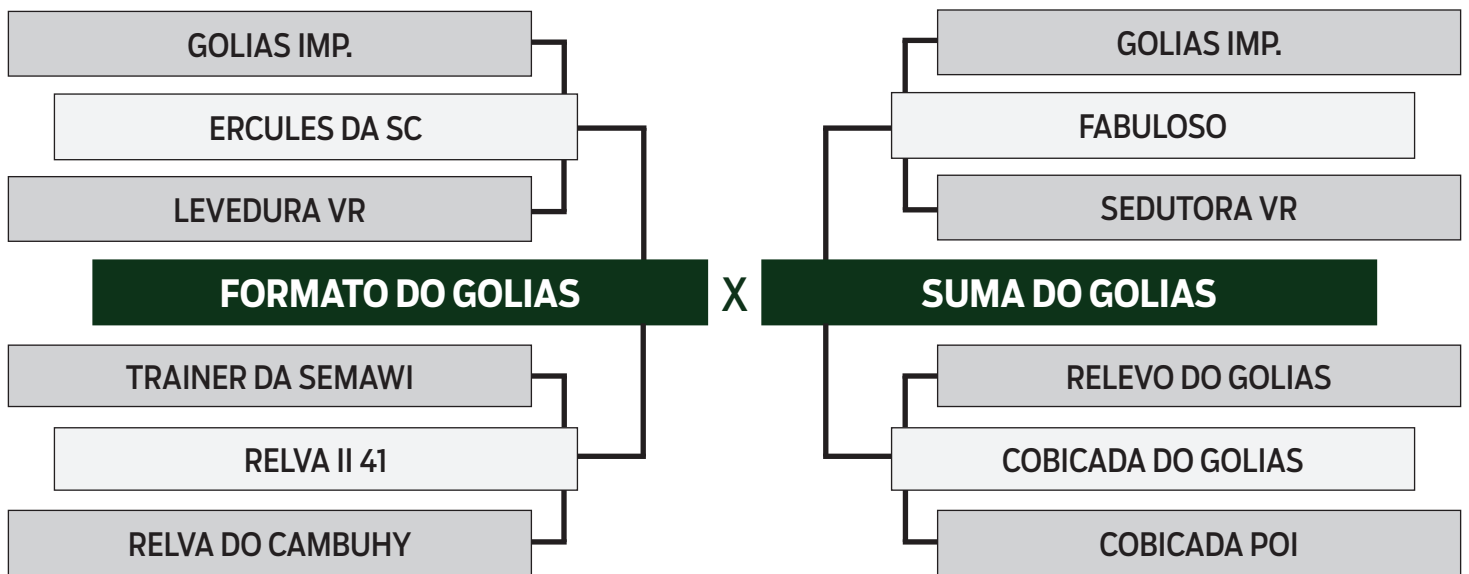 GOLIAS IMP.
ERCULES DA SC
LEVEDURA VR
FORMATO DO GOLIAS
TRAINER DA SEMAWI
RELVA II 41
RELVA DO CAMBUHY
X
GOLIAS IMP.
FABULOSO
SEDUTORA VR
SUMA DO GOLIAS
RELEVO DO GOLIAS
COBICADA DO GOLIAS
COBICADA POI